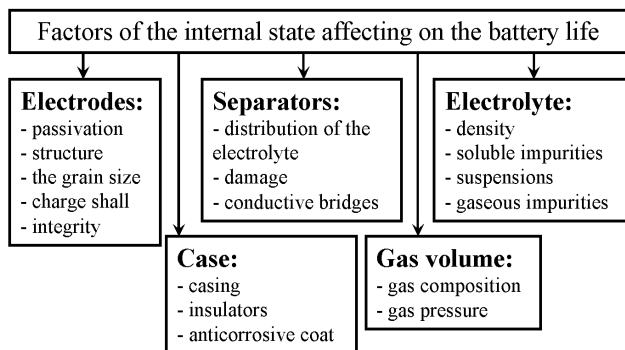 Factors of the internal state affecting on the battery life
Electrodes:
- passivation
- structure
- the grain size
- charge shall
- integrity
Separators:
- distribution of the
electrolyte
- damage
- conductive bridges
Electrolyte:
- density
- soluble impurities
- suspensions
- gaseous impurities
Case:
- casing
- insulators
- anticorrosive coat
Gas volume:
- gas composition
- gas pressure